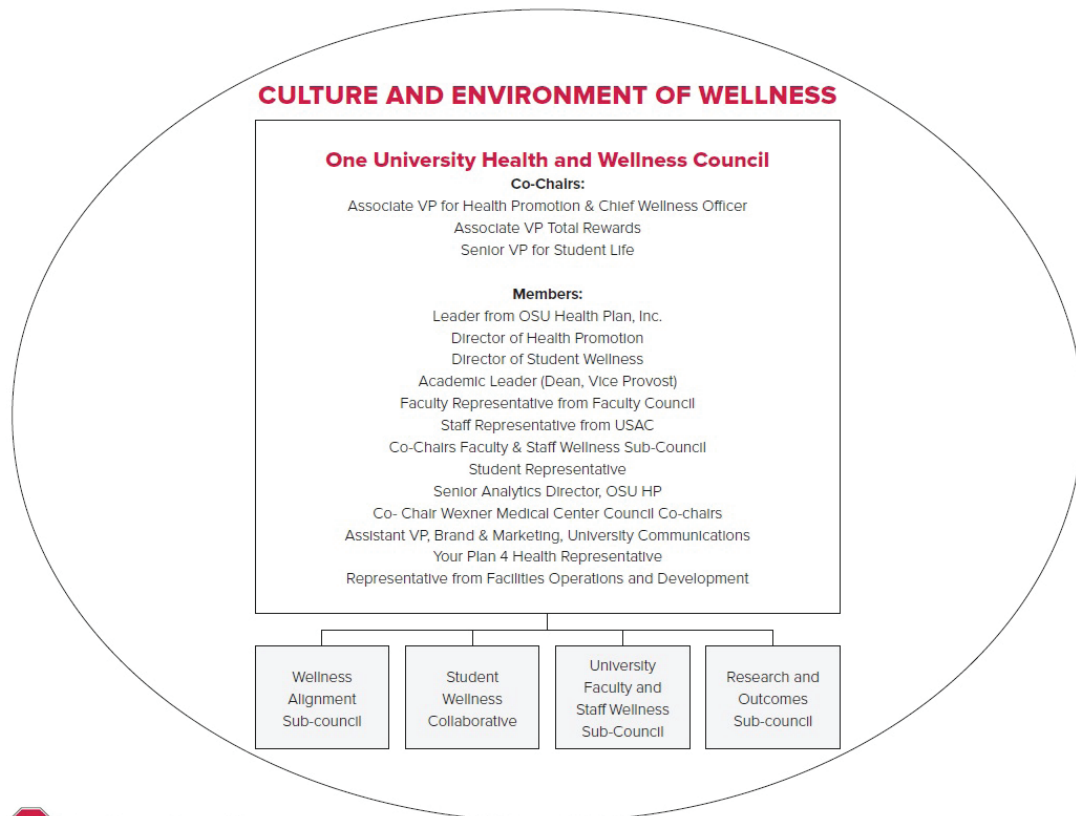 CULTURE AND ENVIRONMENT OF WELLNESS
One University Health and Wellness Council
Co-Chairs:
Associate VP for Health Promotion & Chief Wellness Officer
Associate VP Total Rewards
Senior VP for Student Life
Members:
Leader from OSU Health Plan, Inc.
Director of Health Promotion
Director of Student Wellness
Academic Leader (Dean, Vice Provost)
Faculty Representative from Faculty Council
Staff Representative from USAC
Co-Chairs Faculty & Staff Wellness Sub-Council
Student Representative
Senior Analytics Director, OSU HP
Co- Chair Wexner Medical Center Council Co-chairs
Assistant VP, Brand & Marketing, University Communications
Your Plan 4 Health Representative
Representative from Facilities Operations and Development
Wellness
Alignment
Sub-council
Student
Wellness
Collaborative
University
Faculty and
Staff Wellness
Sub-Council
Research and
Outcomes
Sub-council